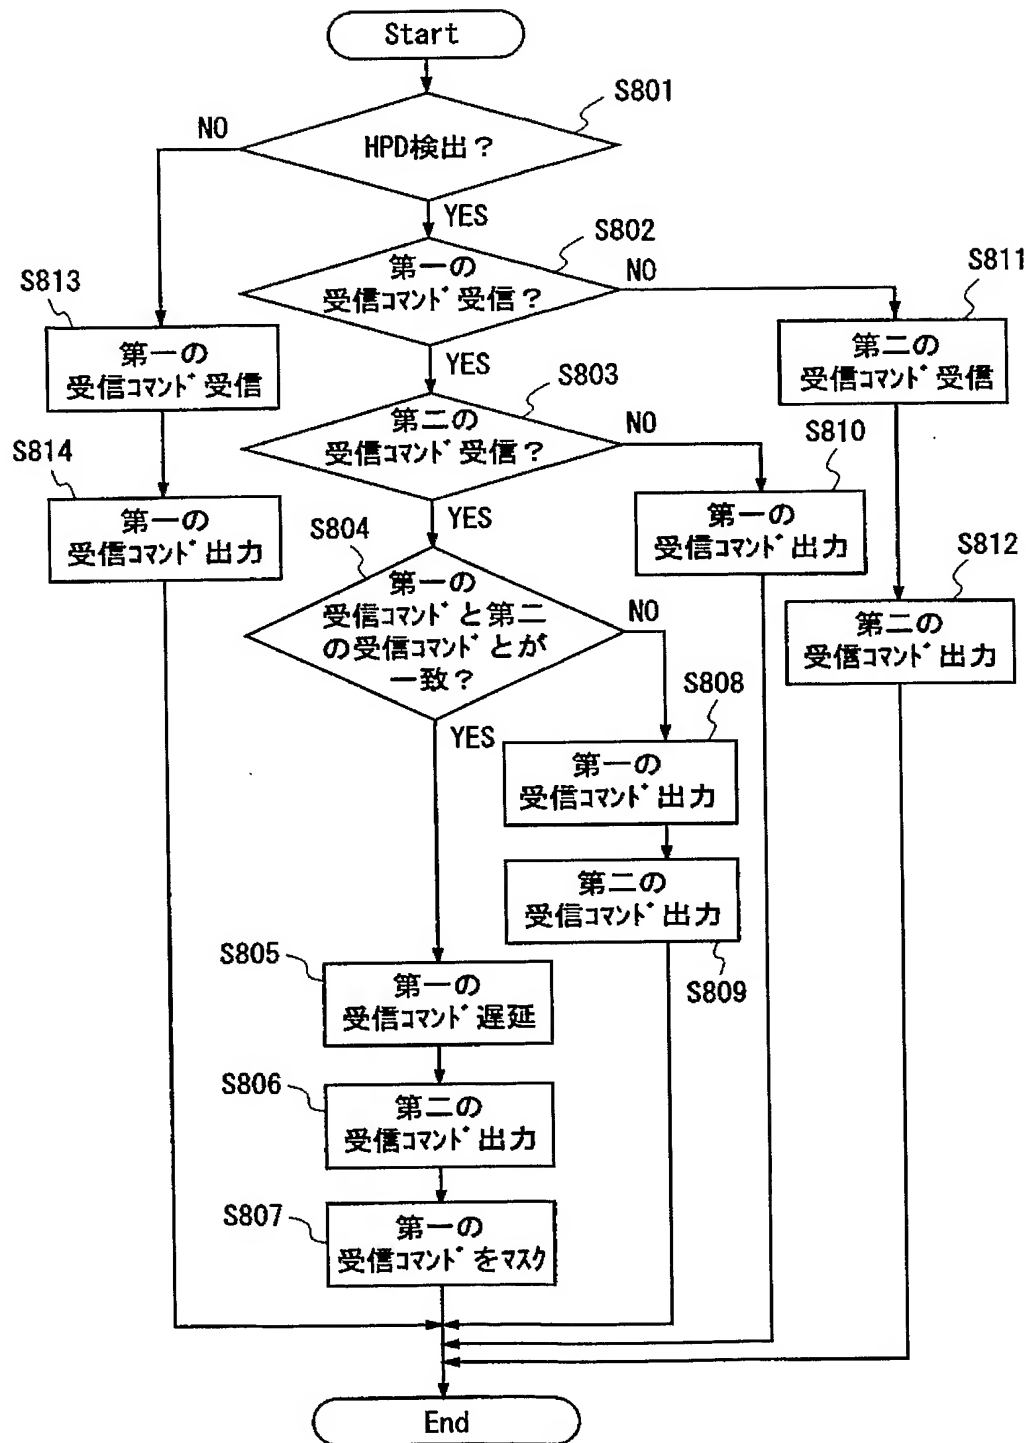 Start
S801
HPD検出？
NO
YES
S802
第一の
受信コマンド受信？
NO
S811
第二の
受信コマンド受信
S813
第一の
受信コマンド受信
YES
S803
第二の
受信コマンド受信？
NO
S810
第一の
受信コマンド出力
S814
第一の
受信コマンド出力
YES
S804
第一の
受信コマンドと第二
の受信コマンドとが
一致？
NO
S812
第二の
受信コマンド出力
YES
S808
第一の
受信コマンド出力
第二の
受信コマンド出力
S809
S805
第一の
受信コマンド遅延
S806
第二の
受信コマンド出力
S807
第一の
受信コマンドをマスク
End